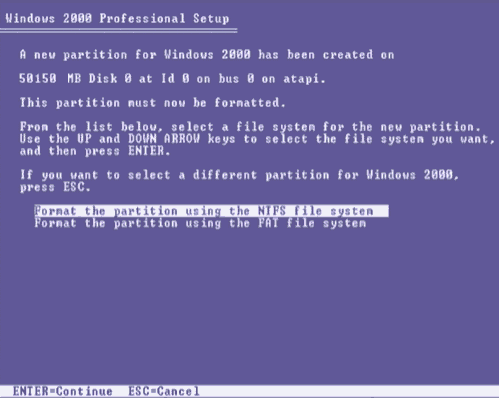 Windows 2000 Professional Setup
A new partition for Windows 2000 has been created on
50150 MB Disk 0 at Id 0 on bus 0 on atapi.
This partition must now be formatted.
From the list below, select a file system for the new partition.
Use the UP and DOWN ARROW keys to select the file system you want,
and then press ENTER.
If you want to select a different partition for Windows 2000,
press ESC.
Format the partition using the NTFS file system
Format the partition using the FAT file system
ENTER=Continue ESC=Cancel